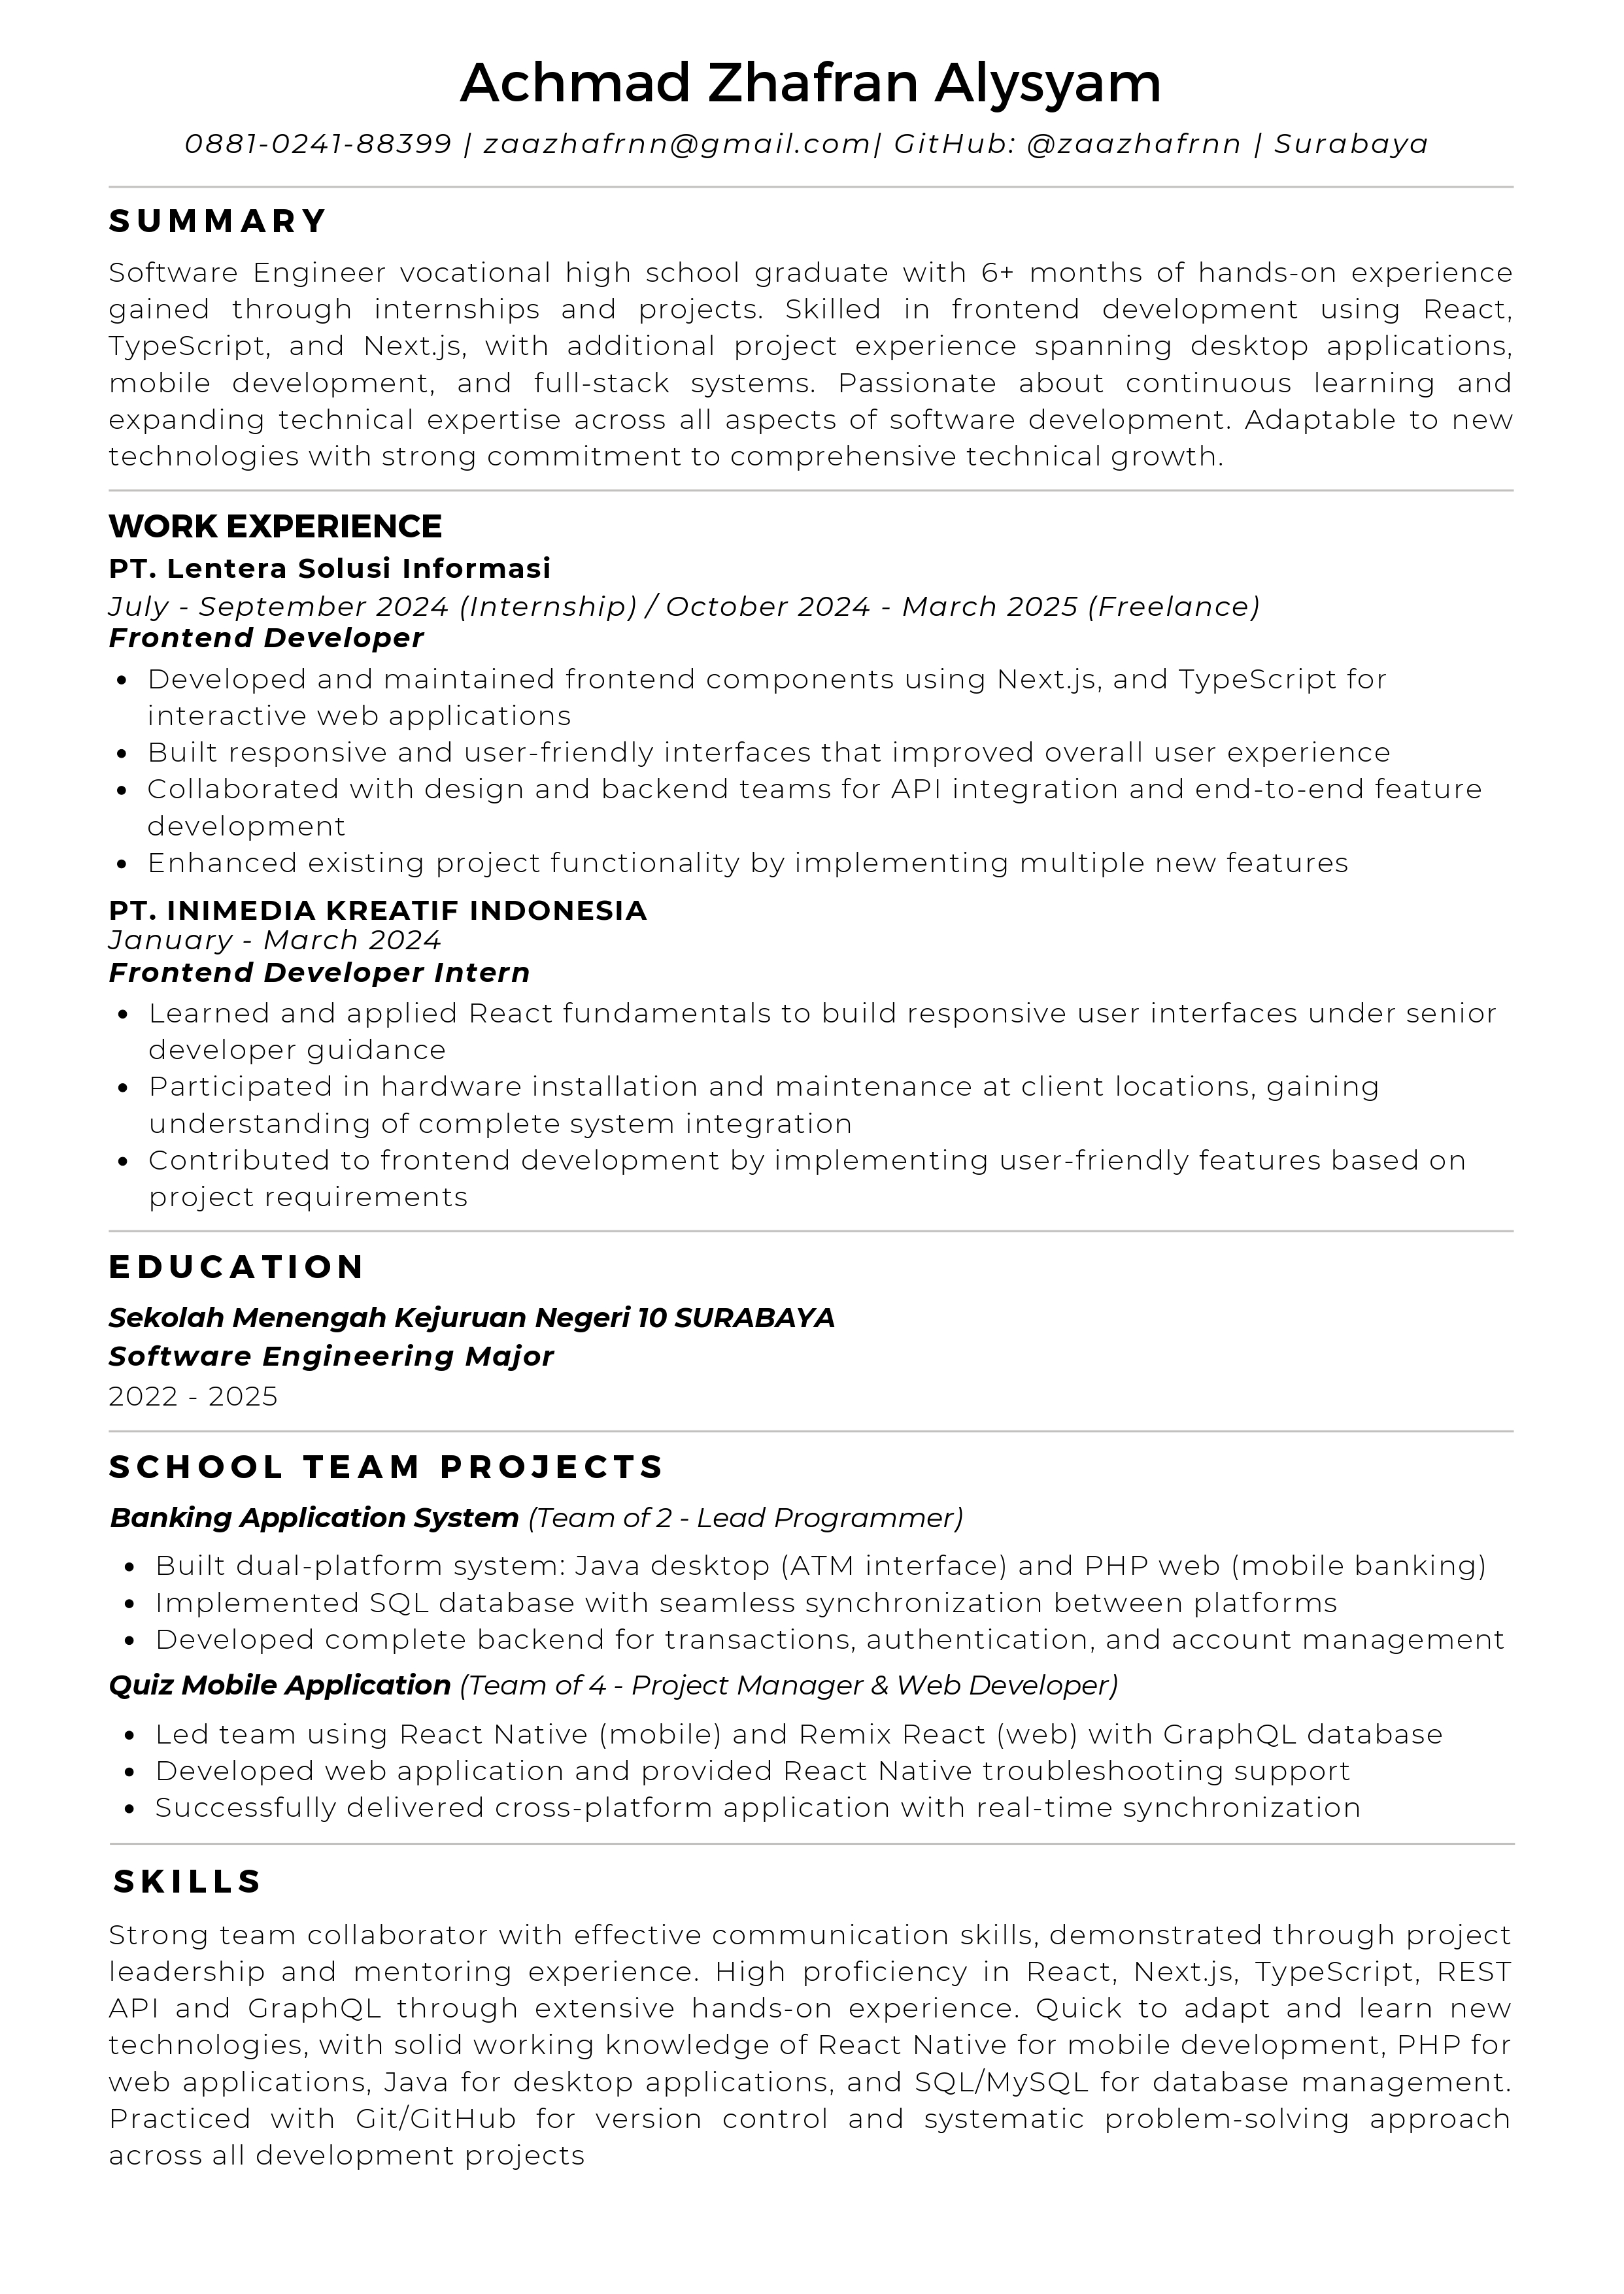 Achmad Zhafran Alysyam
0881-0241-88399 | zaazhafrnn@gmail.com| GitHub: @zaazhafrnn | Surabaya
SUMMARY
Software Engineer vocational high school graduate with 6+ months of hands-on experience
gained through internships and projects. Skilled in frontend development using React,
TypeScript, and Next.js, with additional project experience spanning desktop applications,
mobile development, and full-stack systems. Passionate about continuous learning and
expanding technical expertise across all aspects of software development. Adaptable to new
technologies with strong commitment to comprehensive technical growth.
WORK EXPERIENCE
PT. Lentera Solusi Informasi
July - September 2024 (Internship) / October 2024 - March 2025 (Freelance)
Frontend Developer
• Developed and maintained frontend components using Next.js, and TypeScript for
interactive web applications
• Built responsive and user-friendly interfaces that improved overall user experience
• Collaborated with design and backend teams for API integration and end-to-end feature
development
• Enhanced existing project functionality by implementing multiple new features
PT. INIMEDIA KREATIF INDONESIA
January - March 2024
Frontend Developer Intern
• Learned and applied React fundamentals to build responsive user interfaces under senior
developer guidance
• Participated in hardware installation and maintenance at client locations, gaining
understanding of complete system integration
• Contributed to frontend development by implementing user-friendly features based on
project requirements
EDUCATION
Sekolah Menengah Kejuruan Negeri 10 SURABAYA
Software Engineering Major
2022 - 2025
SCHOOL TEAM PROJECTS
Banking Application System (Team of 2 - Lead Programmer)
• Built dual-platform system: Java desktop (ATM interface) and PHP web (mobile banking)
• Implemented SQL database with seamless synchronization between platforms
• Developed complete backend for transactions, authentication, and account management
Quiz Mobile Application (Team of 4 - Project Manager & Web Developer)
• Led team using React Native (mobile) and Remix React (web) with GraphQL database
• Developed web application and provided React Native troubleshooting support
• Successfully delivered cross-platform application with real-time synchronization
SKILLS
Strong team collaborator with effective communication skills, demonstrated through project
leadership and mentoring experience. High proficiency in React, Next.js, TypeScript, REST
API and GraphQL through extensive hands-on experience. Quick to adapt and learn new
technologies, with solid working knowledge of React Native for mobile development, PHP for
web applications, Java for desktop applications, and SQL/MySQL for database management.
Practiced with Git/GitHub for version control and systematic problem-solving approach
across all development projects